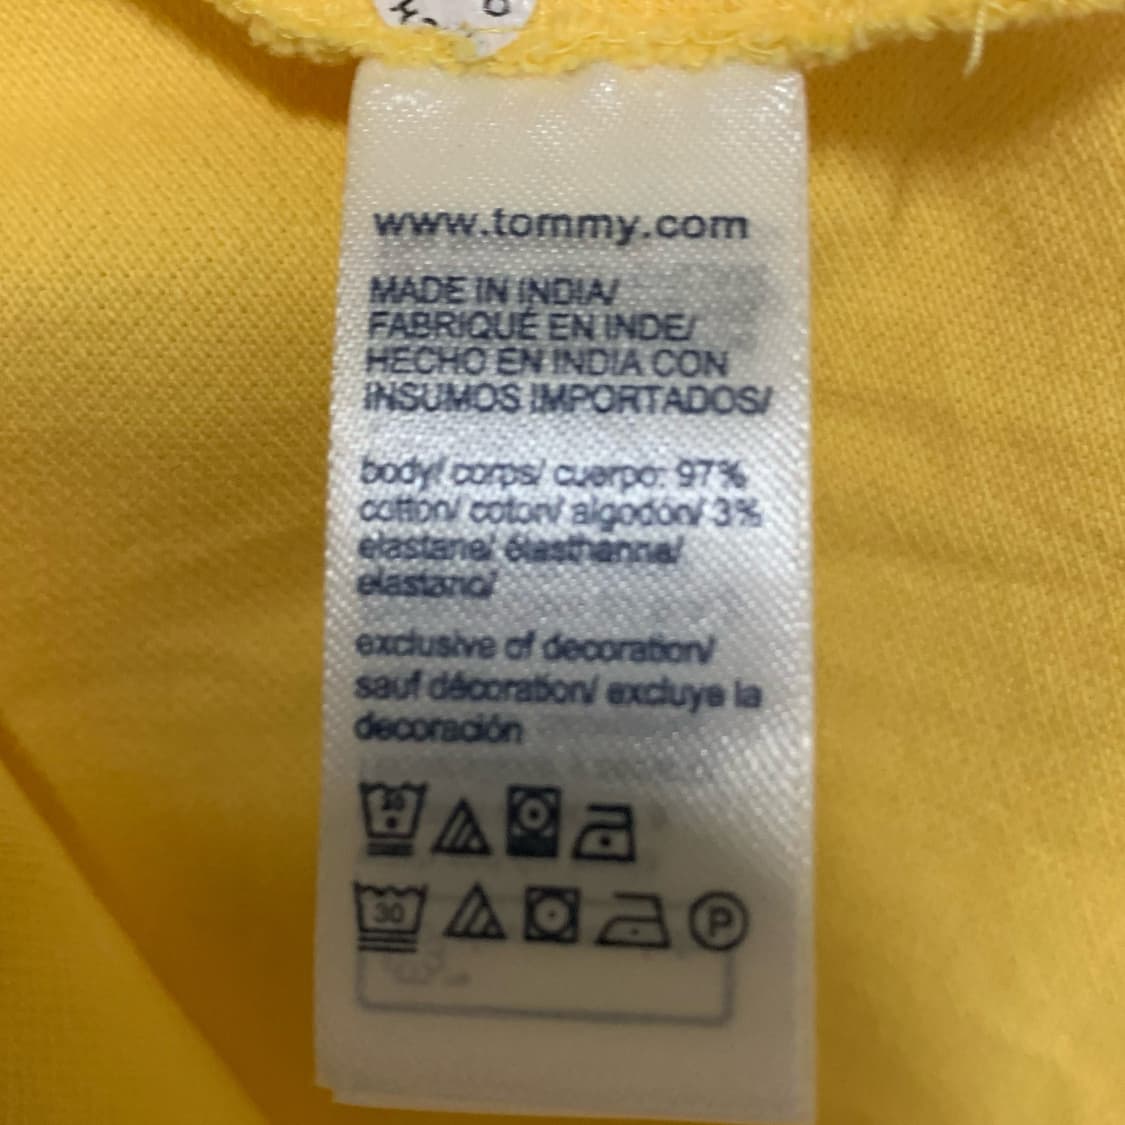 www.tommy.com
MADE IN INDIA/
FABRIQUÉ EN INDE/
HECHO EN INDIA CON
INSUMOS IMPORTADOS/
body/ corps/ cuerpo: 97%
cotton/ coton/ algodón/ 3%
elastane/ élasthanne/
elastano/
exclusive of decoration/
sauf décoration/ excluye la
decoración
30
30 P